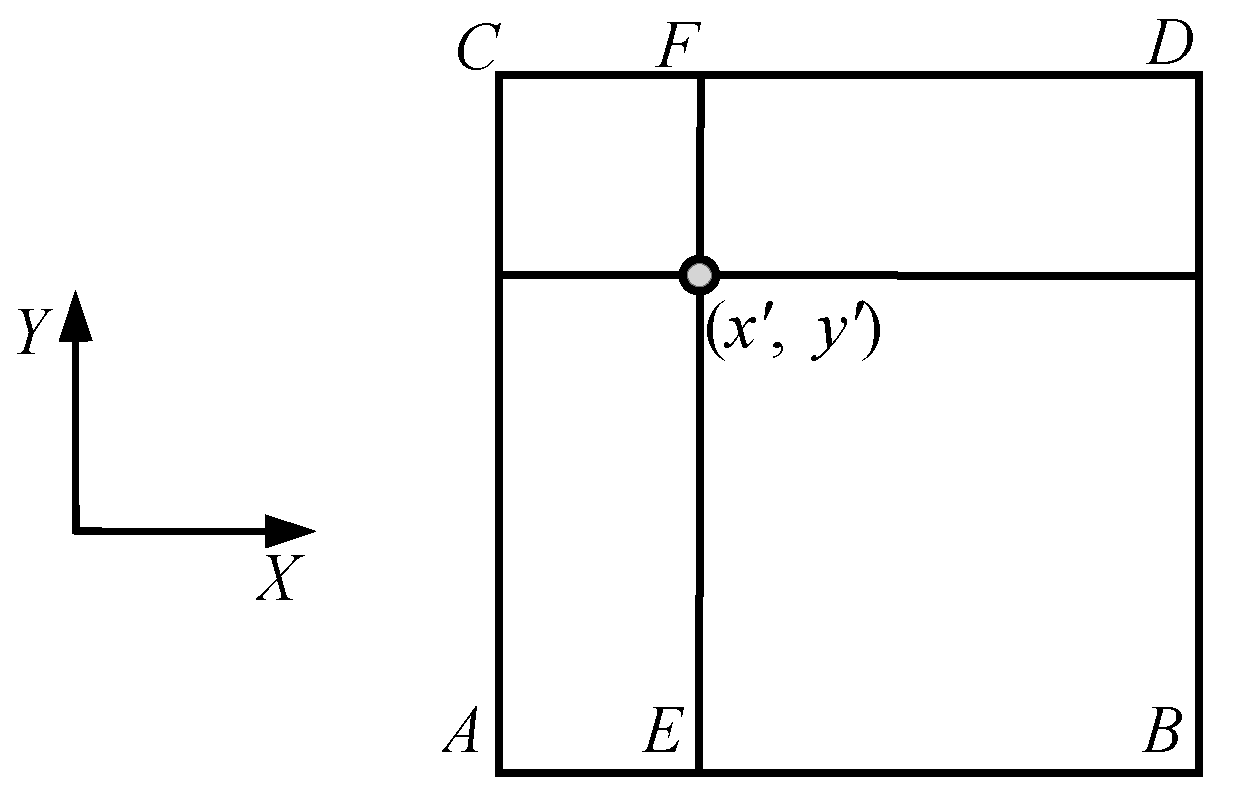 C F D
Y
(x′, y′)
X
A E B